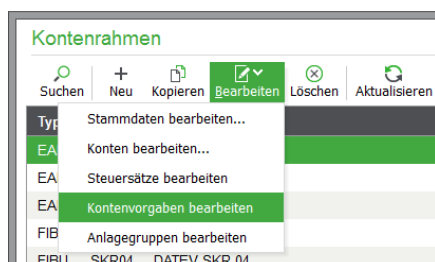 Kontenrahmen
Suchen Neu Kopieren Bearbeiten Löschen Aktualisieren
Typ
Stammdaten bearbeiten...
EA
Konten bearbeiten...
EA
Steuersätze bearbeiten
EA
Kontenvorgaben bearbeiten
FIB
Anlagegruppen bearbeiten
FIBU SKR04 DATEV SKR 04